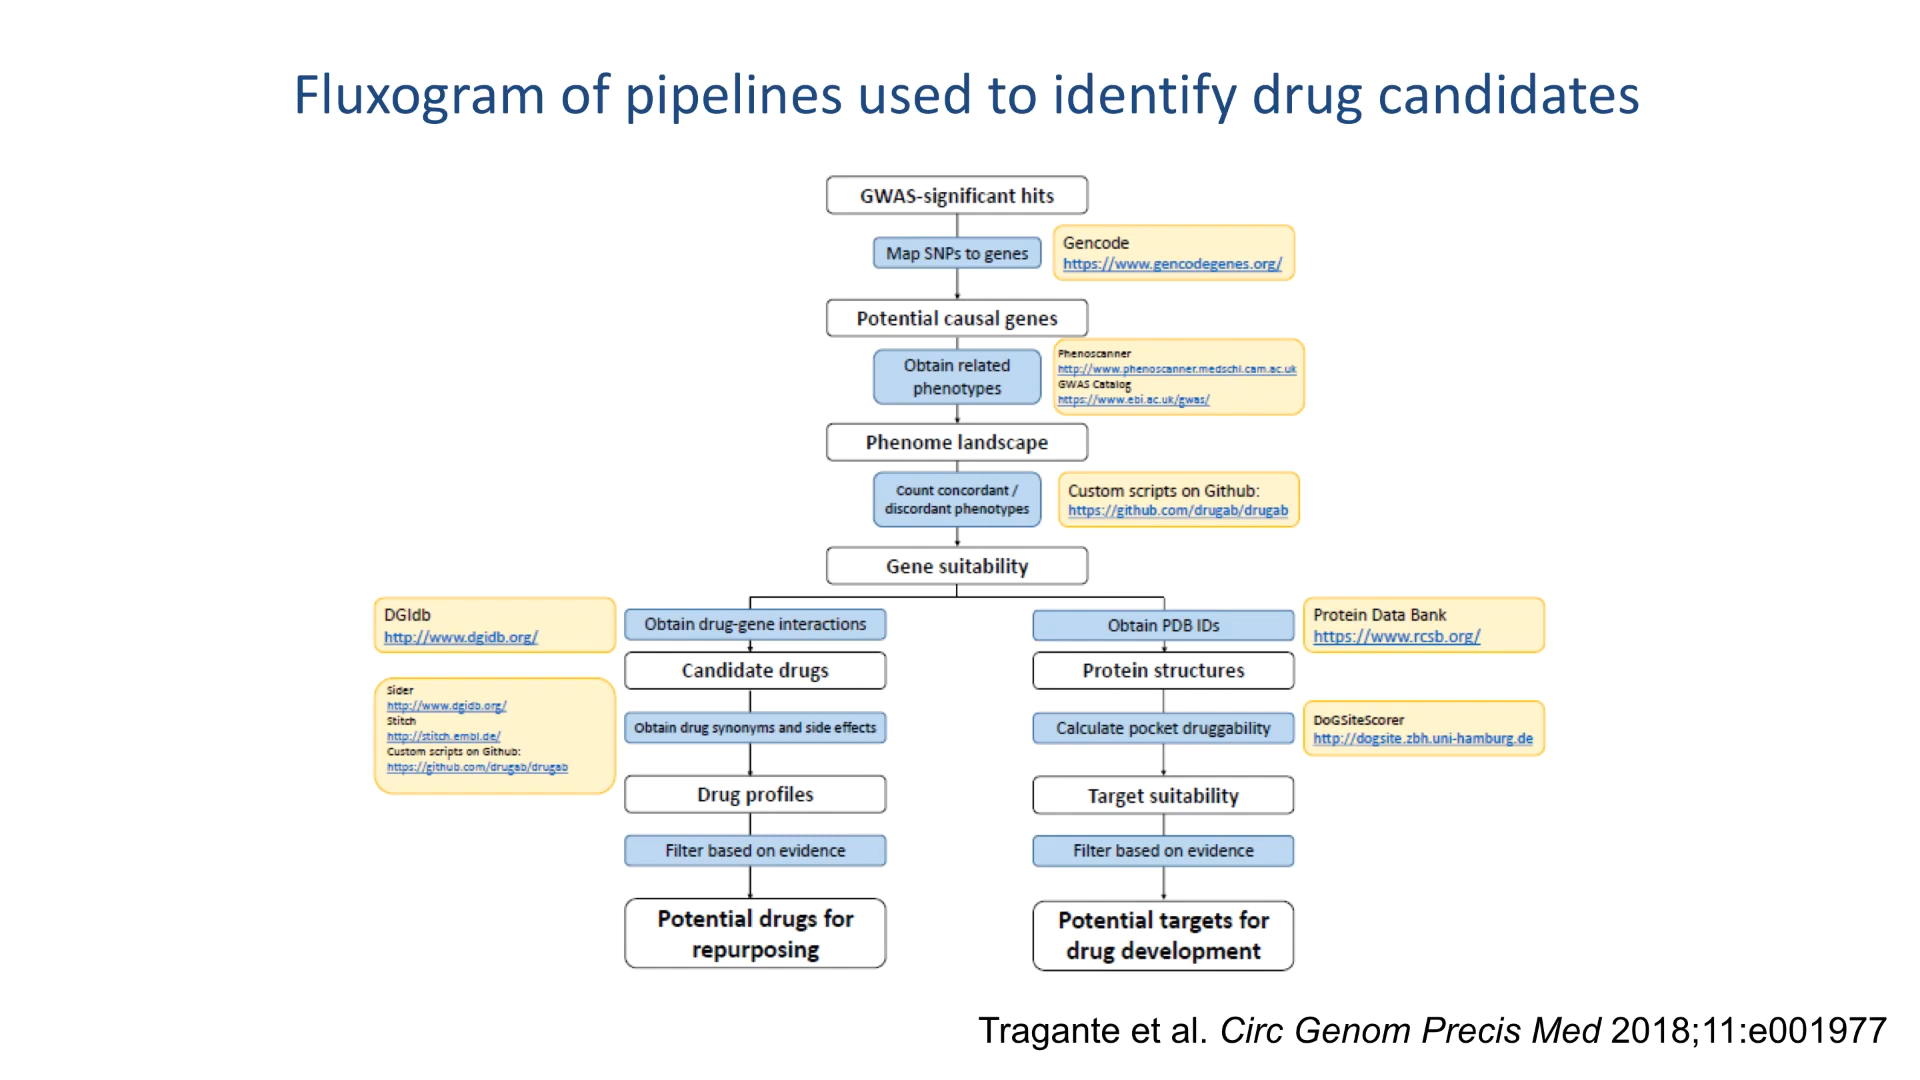 Fluxogram of pipelines used to identify drug candidates
GWAS-significant hits
Map SNPs to genes
Gencode
https://www.gencodegenes.org/
Potential causal genes
Obtain related
phenotypes
Phenoscanner
http://www.phenoscanner.medschl.cam.ac.uk
GWAS Catalog
https://www.ebi.ac.uk/gwas/
Phenome landscape
Count concordant /
discordant phenotypes
Custom scripts on Github:
https://github.com/drugab/drugab
Gene suitability
DGIdb
http://www.dgidb.org/
Obtain drug-gene interactions
Candidate drugs
Sider
http://www.dgidb.org/
Stitch
http://stitch.embl.de/
Custom scripts on Github:
https://github.com/drugab/drugab
Obtain drug synonyms and side effects
Drug profiles
Filter based on evidence
Potential drugs for
repurposing
Obtain PDB IDs
Protein Data Bank
https://www.rcsb.org/
Protein structures
Calculate pocket druggability
DoGSiteScorer
http://dogsite.zbh.uni-hamburg.de
Target suitability
Filter based on evidence
Potential targets for
drug development
Tragante et al. Circ Genom Precis Med 2018;11:e001977